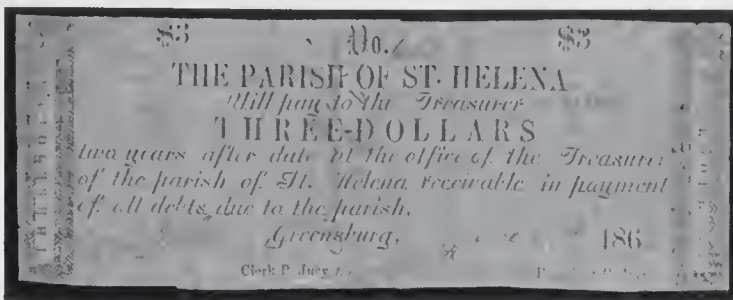 $3 No. $3
THE PARISH OF ST. HELENA
Will pay to the Treasurer
THREE-DOLLARS
two years after date at the office of the Treasurer
of the parish of St. Helena receivable in payment
of all debts due to the parish.
Greensburg, 186
Clerk P. Jury